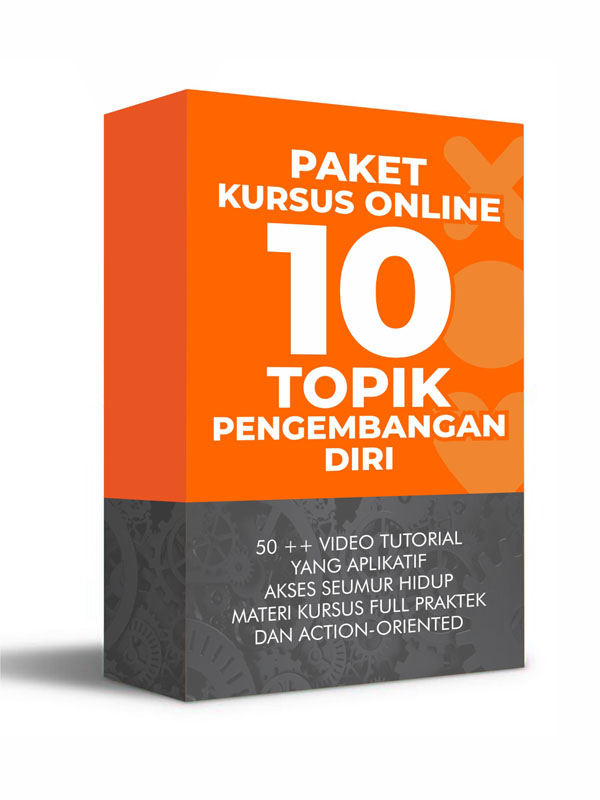 PAKET
KURSUS ONLINE
10
TOPIK
PENGEMBANGAN
DIRI
50 ++ VIDEO TUTORIAL
YANG APLIKATIF
AKSES SEUMUR HIDUP
MATERI KURSUS FULL PRAKTEK
DAN ACTION-ORIENTED